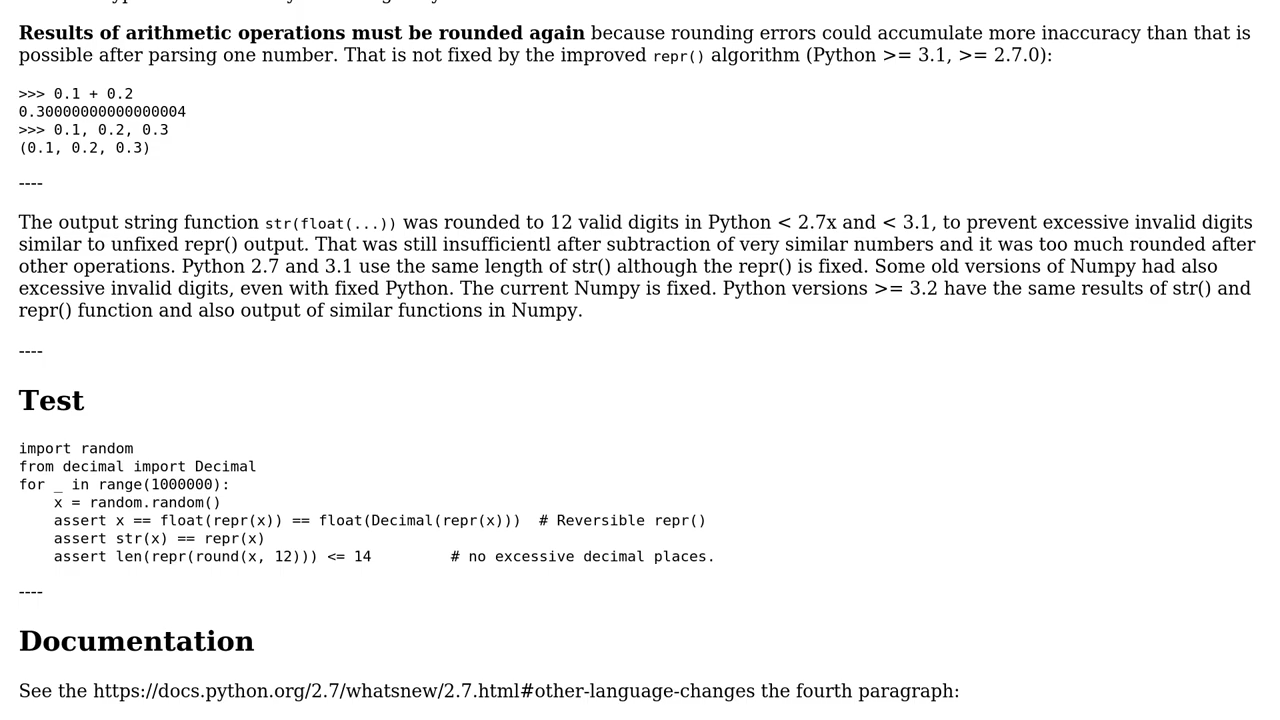 Results of arithmetic operations must be rounded again because rounding errors could accumulate more inaccuracy than that is
possible after parsing one number. That is not fixed by the improved repr() algorithm (Python >= 3.1, >= 2.7.0):
>>> 0.1 + 0.2
0.30000000000000004
>>> 0.1, 0.2, 0.3
(0.1, 0.2, 0.3)
----
The output string function str(float(...)) was rounded to 12 valid digits in Python < 2.7x and < 3.1, to prevent excessive invalid digits
similar to unfixed repr() output. That was still insufficientl after subtraction of very similar numbers and it was too much rounded after
other operations. Python 2.7 and 3.1 use the same length of str() although the repr() is fixed. Some old versions of Numpy had also
excessive invalid digits, even with fixed Python. The current Numpy is fixed. Python versions >= 3.2 have the same results of str() and
repr() function and also output of similar functions in Numpy.
----
Test
import random
from decimal import Decimal
for _ in range(1000000):
    x = random.random()
    assert x == float(repr(x)) == float(Decimal(repr(x)))  # Reversible repr()
    assert str(x) == repr(x)
    assert len(repr(round(x, 12))) <= 14         # no excessive decimal places.
----
Documentation
See the https://docs.python.org/2.7/whatsnew/2.7.html#other-language-changes the fourth paragraph: